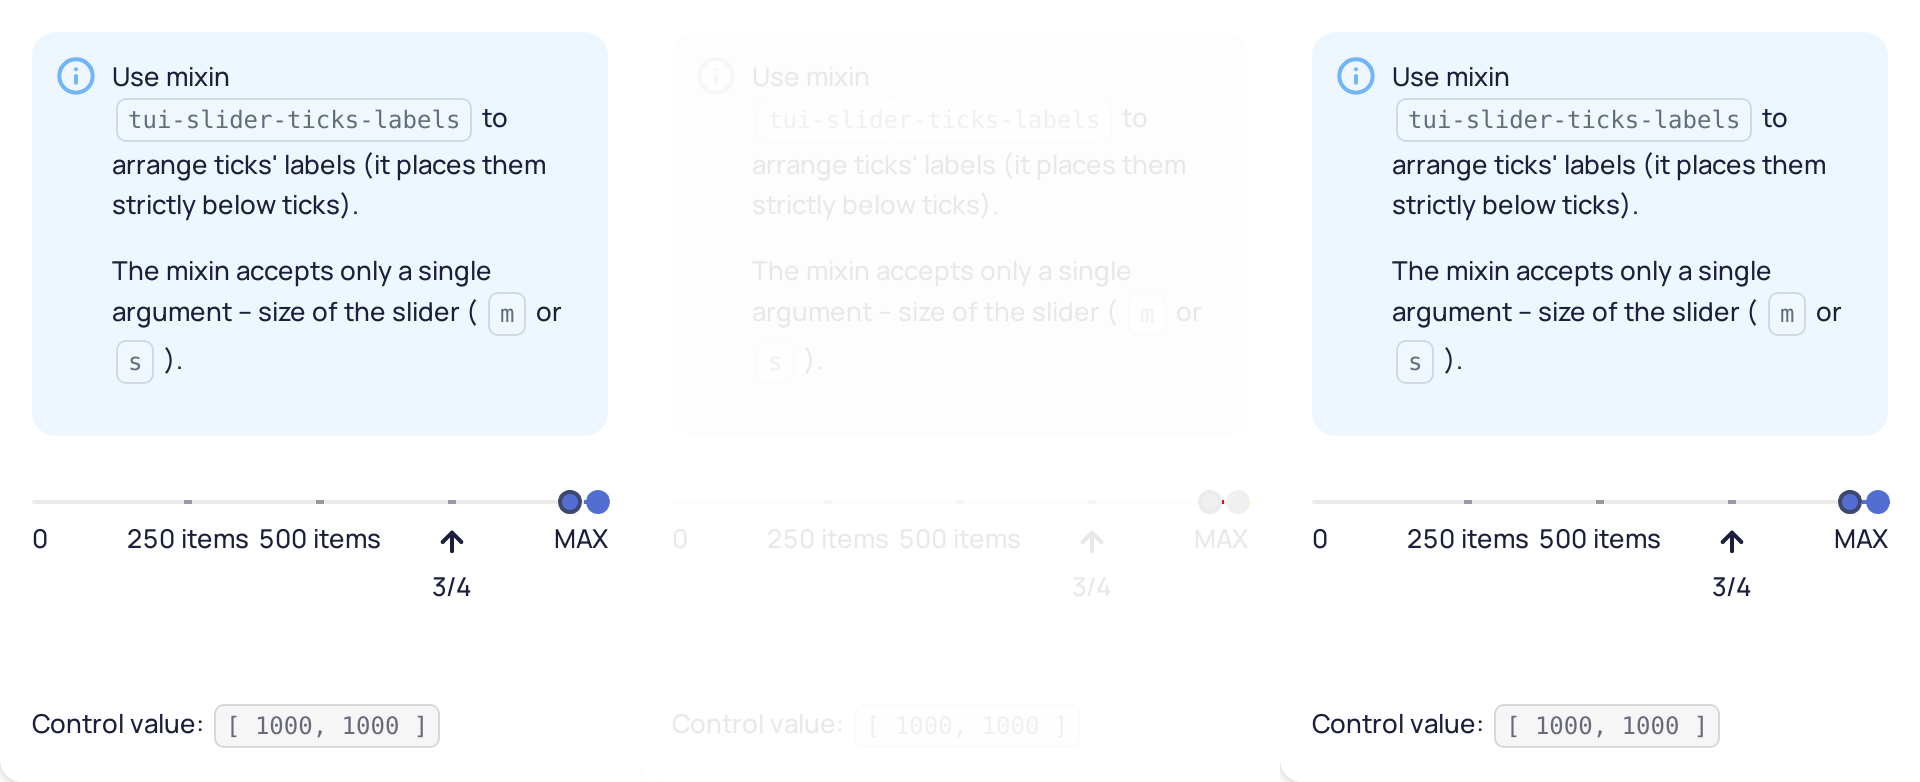 Use mixin
tui-slider-ticks-labels to
arrange ticks' labels (it places them
strictly below ticks).
The mixin accepts only a single
argument – size of the slider ( m or
s ).
0 250 items 500 items MAX
3/4
Control value: [ 1000, 1000 ]
Use mixin
tui-slider-ticks-labels to
arrange ticks' labels (it places them
strictly below ticks).
The mixin accepts only a single
argument – size of the slider ( m or
s ).
0 250 items 500 items MAX
3/4
Control value: [ 1000, 1000 ]
Use mixin
tui-slider-ticks-labels to
arrange ticks' labels (it places them
strictly below ticks).
The mixin accepts only a single
argument – size of the slider ( m or
s ).
0 250 items 500 items MAX
3/4
Control value: [ 1000, 1000 ]